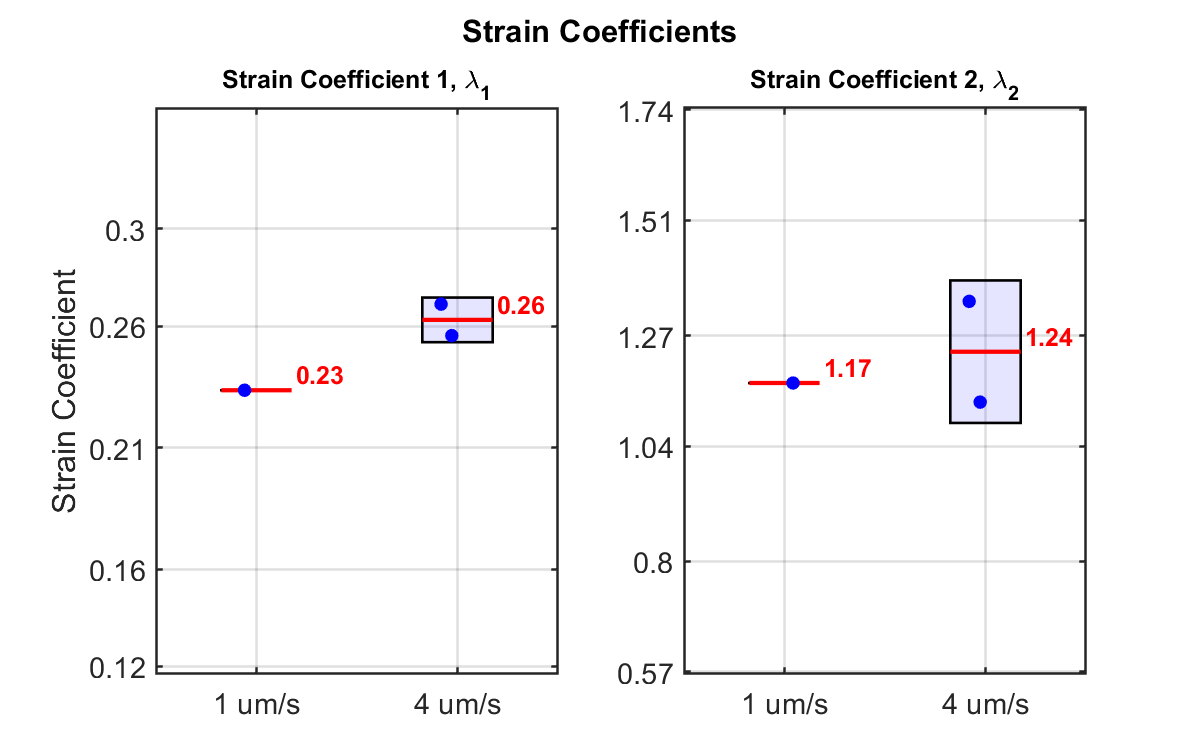 Strain Coefficients
Strain Coefficient 1, λ1
Strain Coefficient
0.3
0.26
0.21
0.16
0.12
0.23
0.26
1 um/s
4 um/s
Strain Coefficient 2, λ2
1.74
1.51
1.27
1.04
0.8
0.57
1.17
1.24
1 um/s
4 um/s